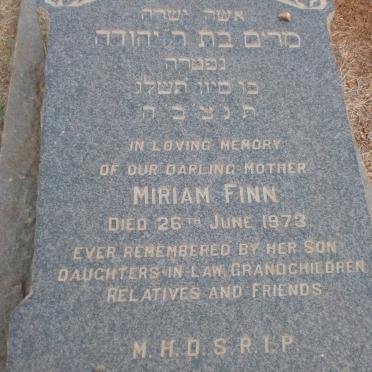 אשה ישרה
מרים בת ר יהודה
נפטרה
כו סיון תשלג
ת נ צ ב ה
IN LOVING MEMORY
OF OUR DARLING MOTHER
MIRIAM FINN
DIED 26TH JUNE 1973
EVER REMEMBERED BY HER SON
DAUGHTERS-IN LAW, GRANDCHILDREN
RELATIVES AND FRIENDS
M.H.D.S.R.I.P.